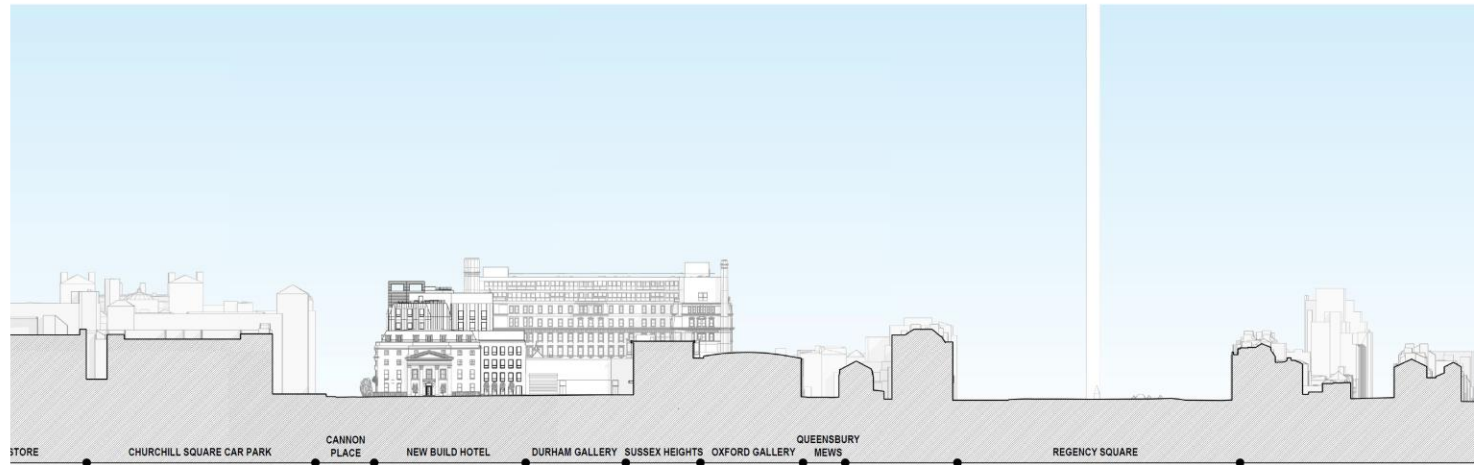 STORE
CHURCHILL SQUARE CAR PARK
CANNON
PLACE
NEW BUILD HOTEL
DURHAM GALLERY
SUSSEX HEIGHTS
OXFORD GALLERY
QUEENSBURY
MEWS
REGENCY SQUARE